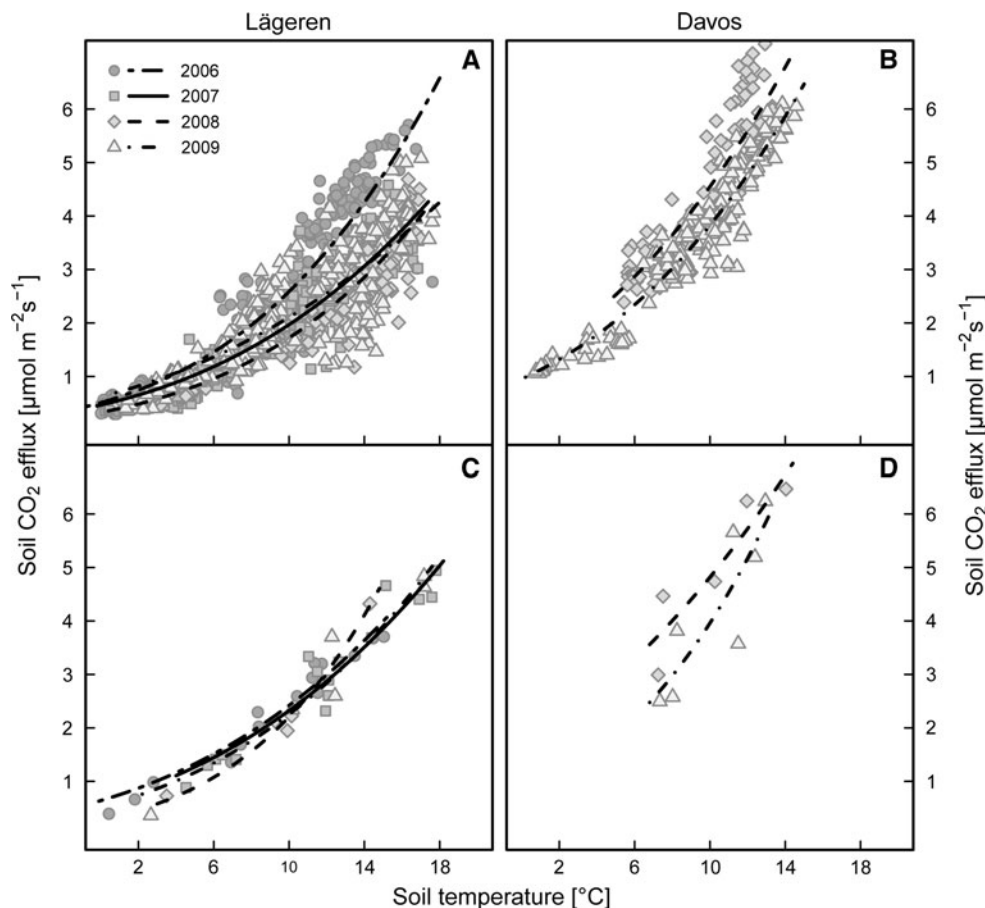 Lägeren Davos
A B
2006
2007
2008
2009
6 6
5 5
4 4
3 3
2 2
1 1
C D
6 6
5 5
4 4
3 3
2 2
1 1
Soil CO₂ efflux [µmol m⁻²s⁻¹]
Soil CO₂ efflux [µmol m⁻²s⁻¹]
2 6 10 14 18 2 6 10 14 18
Soil temperature [°C]